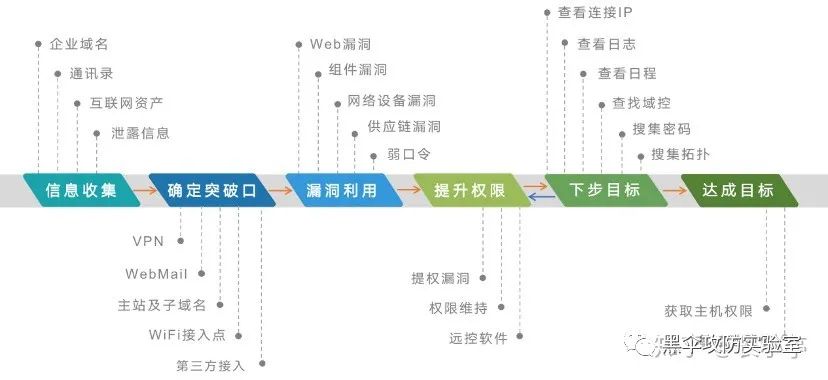 企业域名
通讯录
互联网资产
泄露信息
Web漏洞
组件漏洞
网络设备漏洞
供应链漏洞
弱口令
查看连接IP
查看日志
查看日程
查找域控
搜集密码
搜集拓扑
信息收集
确定突破口
漏洞利用
提升权限
下步目标
达成目标
VPN
WebMail
主站及子域名
WiFi接入点
第三方接入
提权漏洞
权限维持
远控软件
获取主机权限
黑伞攻防实验室